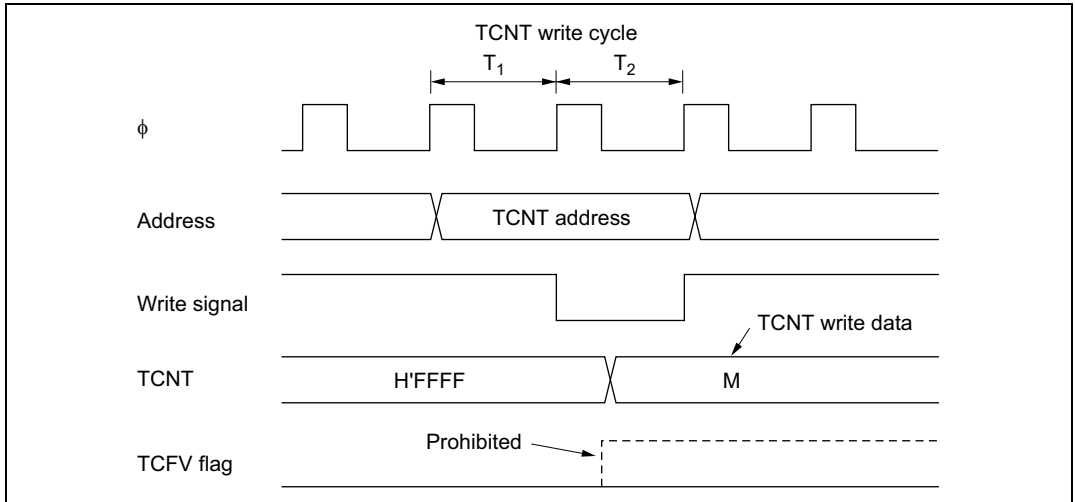 TCNT write cycle
T1 T2
ϕ
Address TCNT address
Write signal
TCNT write data
TCNT H'FFFF M
Prohibited
TCFV flag